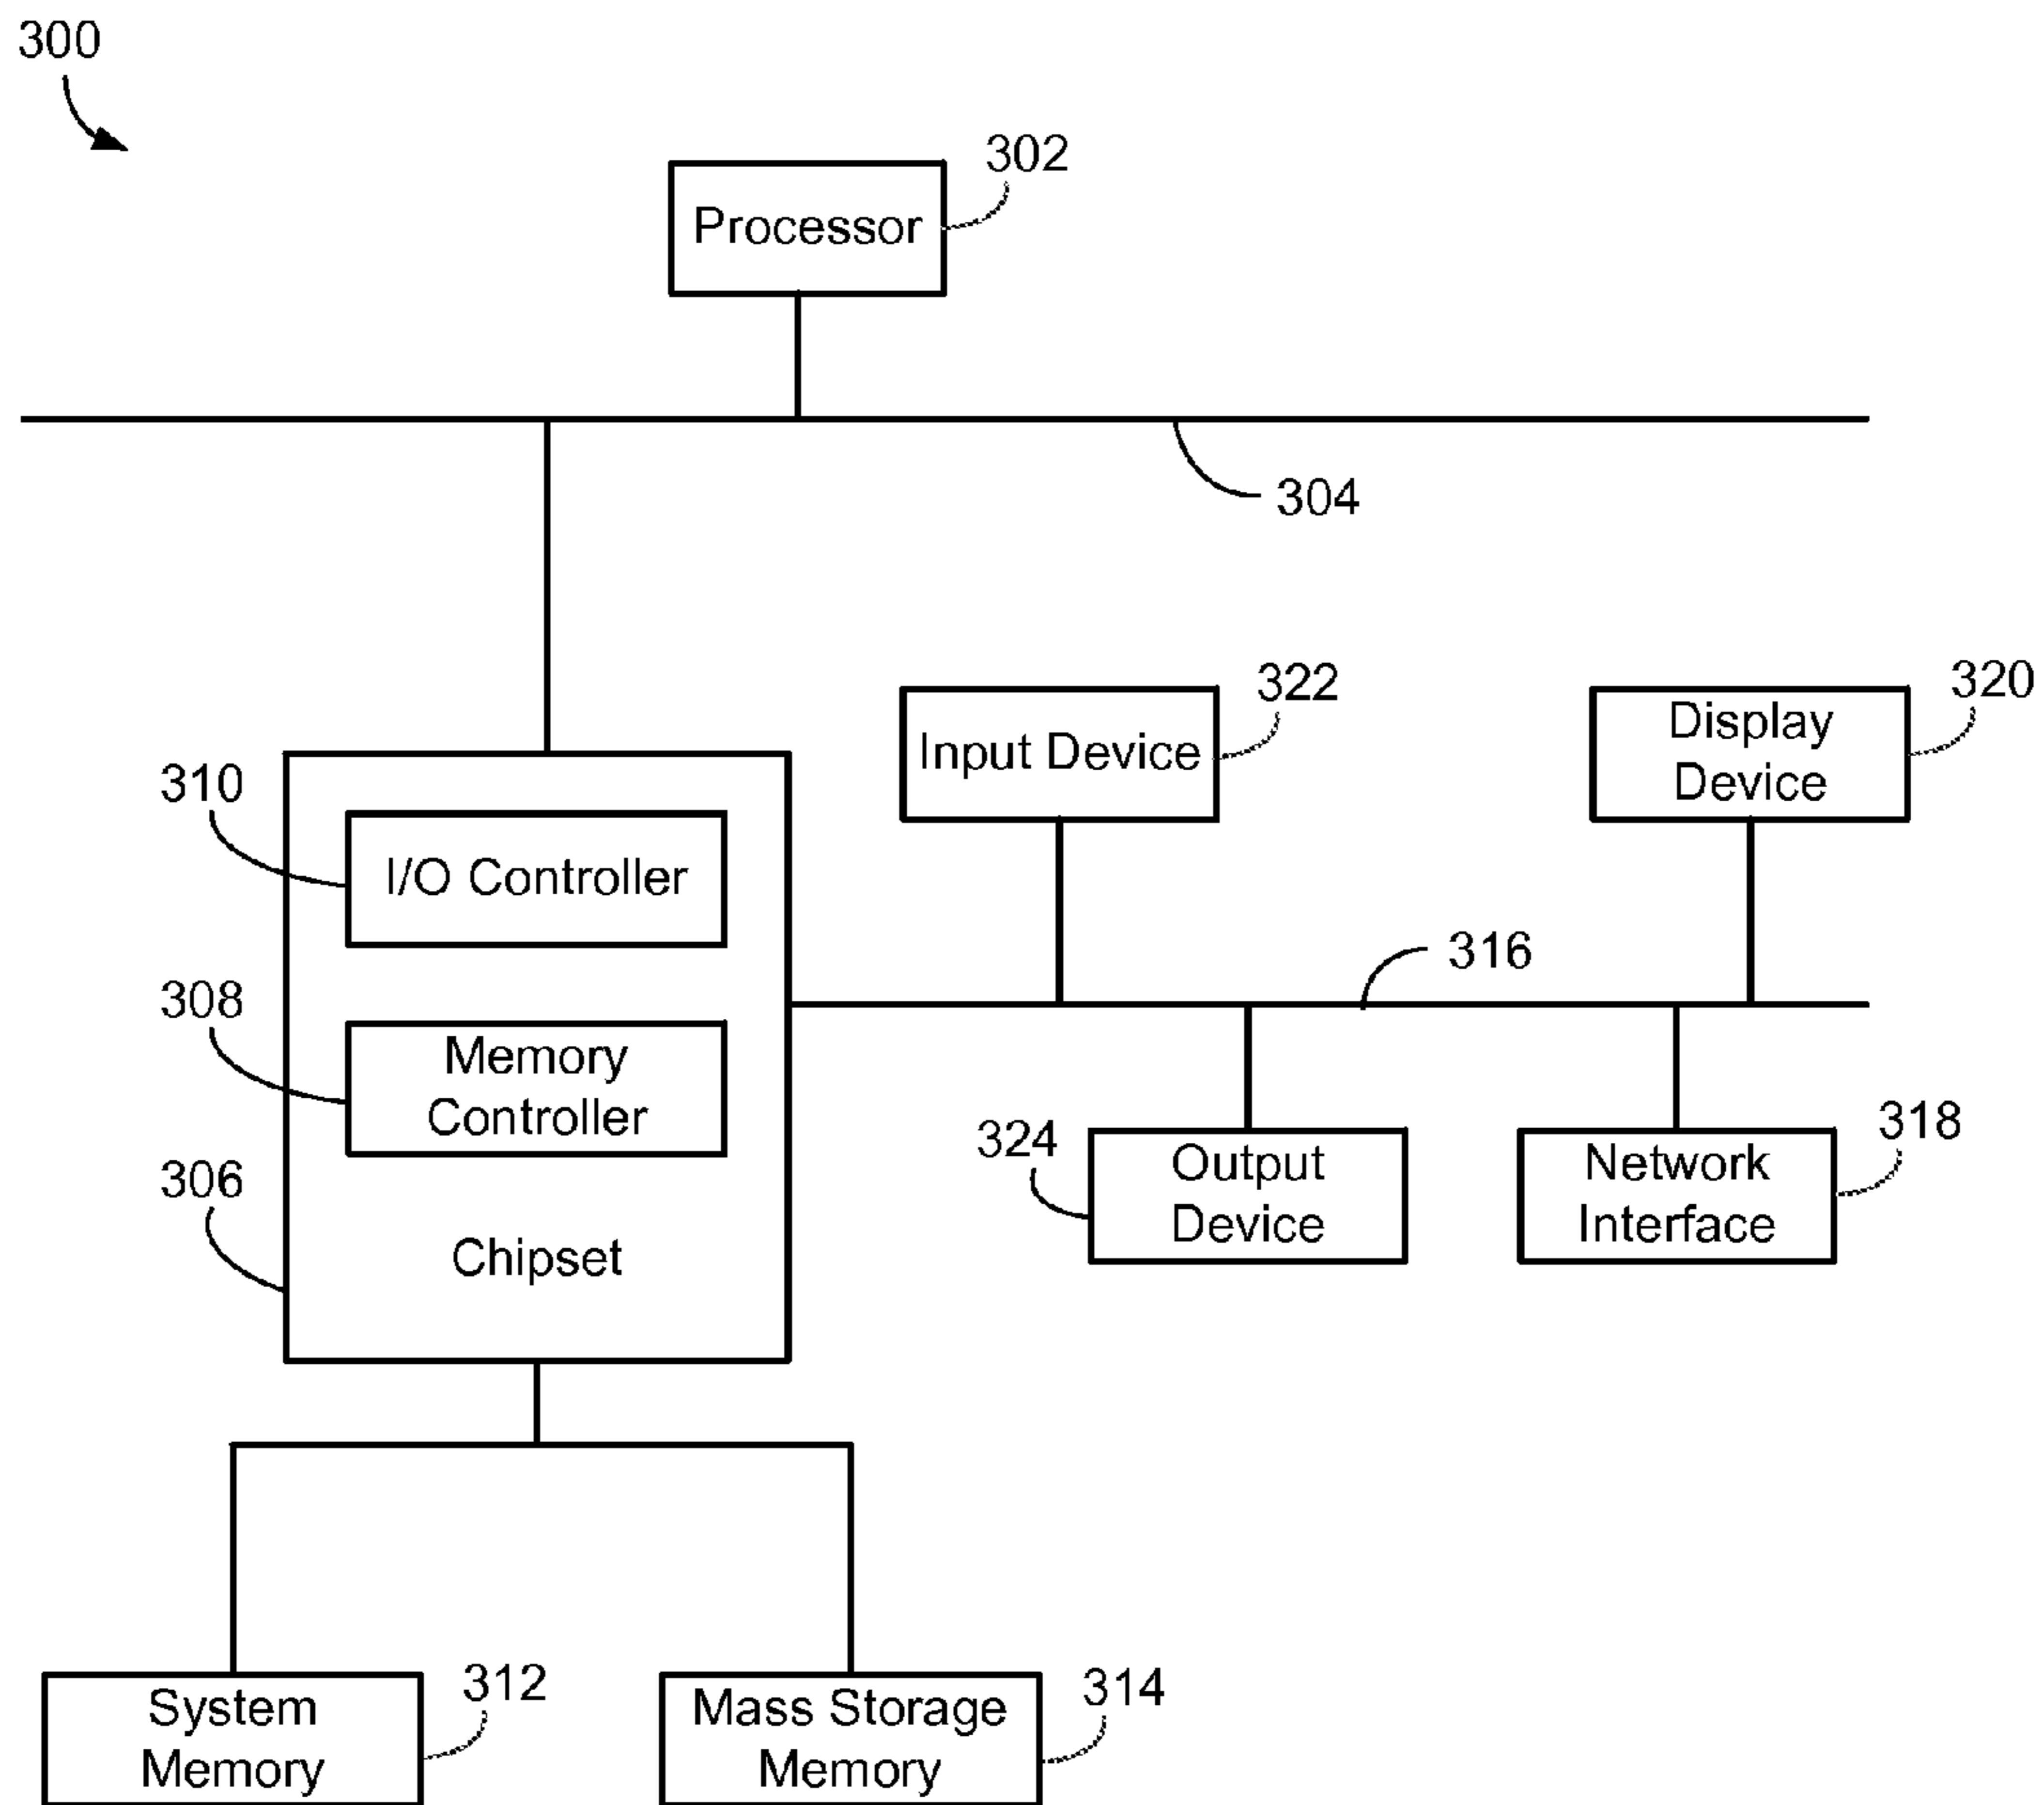 300
302
Processor
304
322
320
Input Device
Display
Device
310
I/O Controller
316
308
Memory
Controller
324
Output
Device
318
Network
Interface
306
Chipset
312
System
Memory
314
Mass Storage
Memory